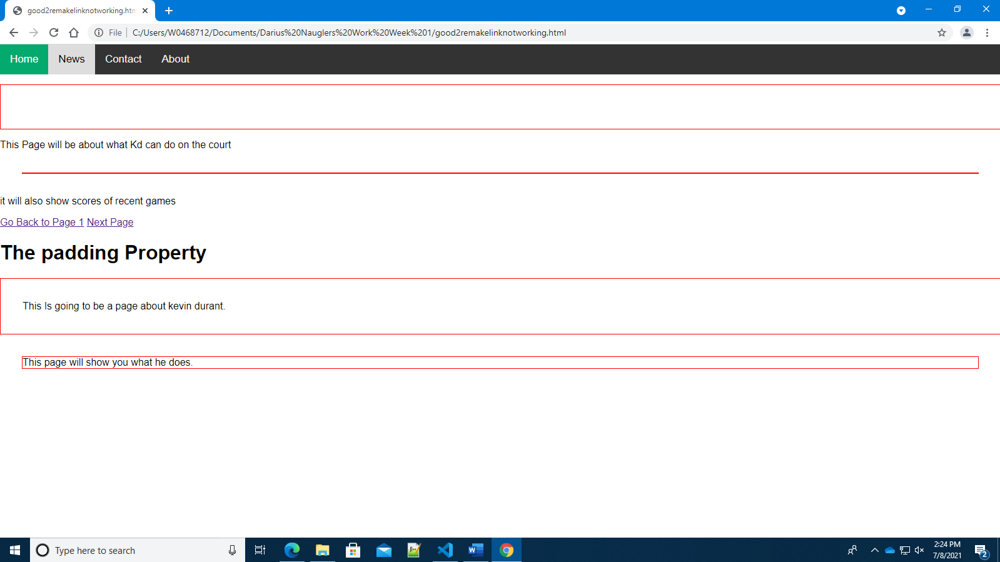 good2remakelinknotworking.htm
File
C:/Users/W0468712/Documents/Darius%20Nauglers%20Work%20Week%201/good2remakelinknotworking.html
Home News Contact About
This Page will be about what Kd can do on the court
it will also show scores of recent games
Go Back to Page 1 Next Page
The padding Property
This Is going to be a page about kevin durant.
This page will show you what he does.
Type here to search
2:24 PM
7/8/2021
2